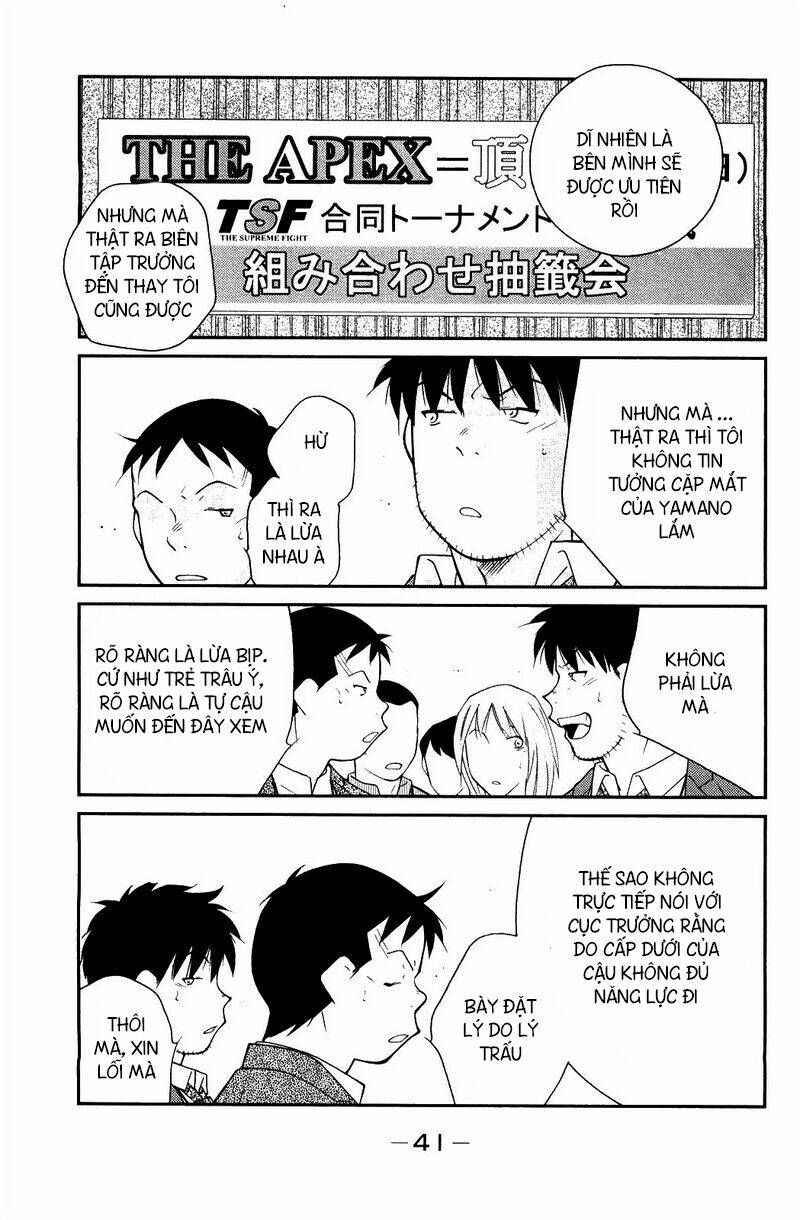 DĨ NHIÊN LÀ
BÊN MÌNH SẼ
ĐƯỢC ƯU TIÊN
RỒI
THE APEX=頂
TSF 合同トーナメント
THE SUPREME FIGHT
組み合わせ抽籤会
NHƯNG MÀ
THẬT RA BIÊN
TẬP TRƯỞNG
ĐẾN THAY TÔI
CŨNG ĐƯỢC
NHƯNG MÀ ...
THẬT RA THÌ TÔI
KHÔNG TIN
TƯỞNG CẶP MẮT
CỦA YAMANO
LẮM
HỪ
THÌ RA
LÀ LỪA
NHAU À
KHÔNG
PHẢI LỪA
MÀ
RÕ RÀNG LÀ LỪA BỊP.
CỨ NHƯ TRẺ TRÂU Ý,
RÕ RÀNG LÀ TỰ CẬU
MUỐN ĐẾN ĐÂY XEM
THẾ SAO KHÔNG
TRỰC TIẾP NÓI VỚI
CỤC TRƯỞNG RẰNG
DO CẤP DƯỚI CỦA
CẬU KHÔNG ĐỦ
NĂNG LỰC ĐI
BÀY ĐẶT
LÝ DO LÝ
TRẤU
THÔI
MÀ, XIN
LỖI MÀ
—41—